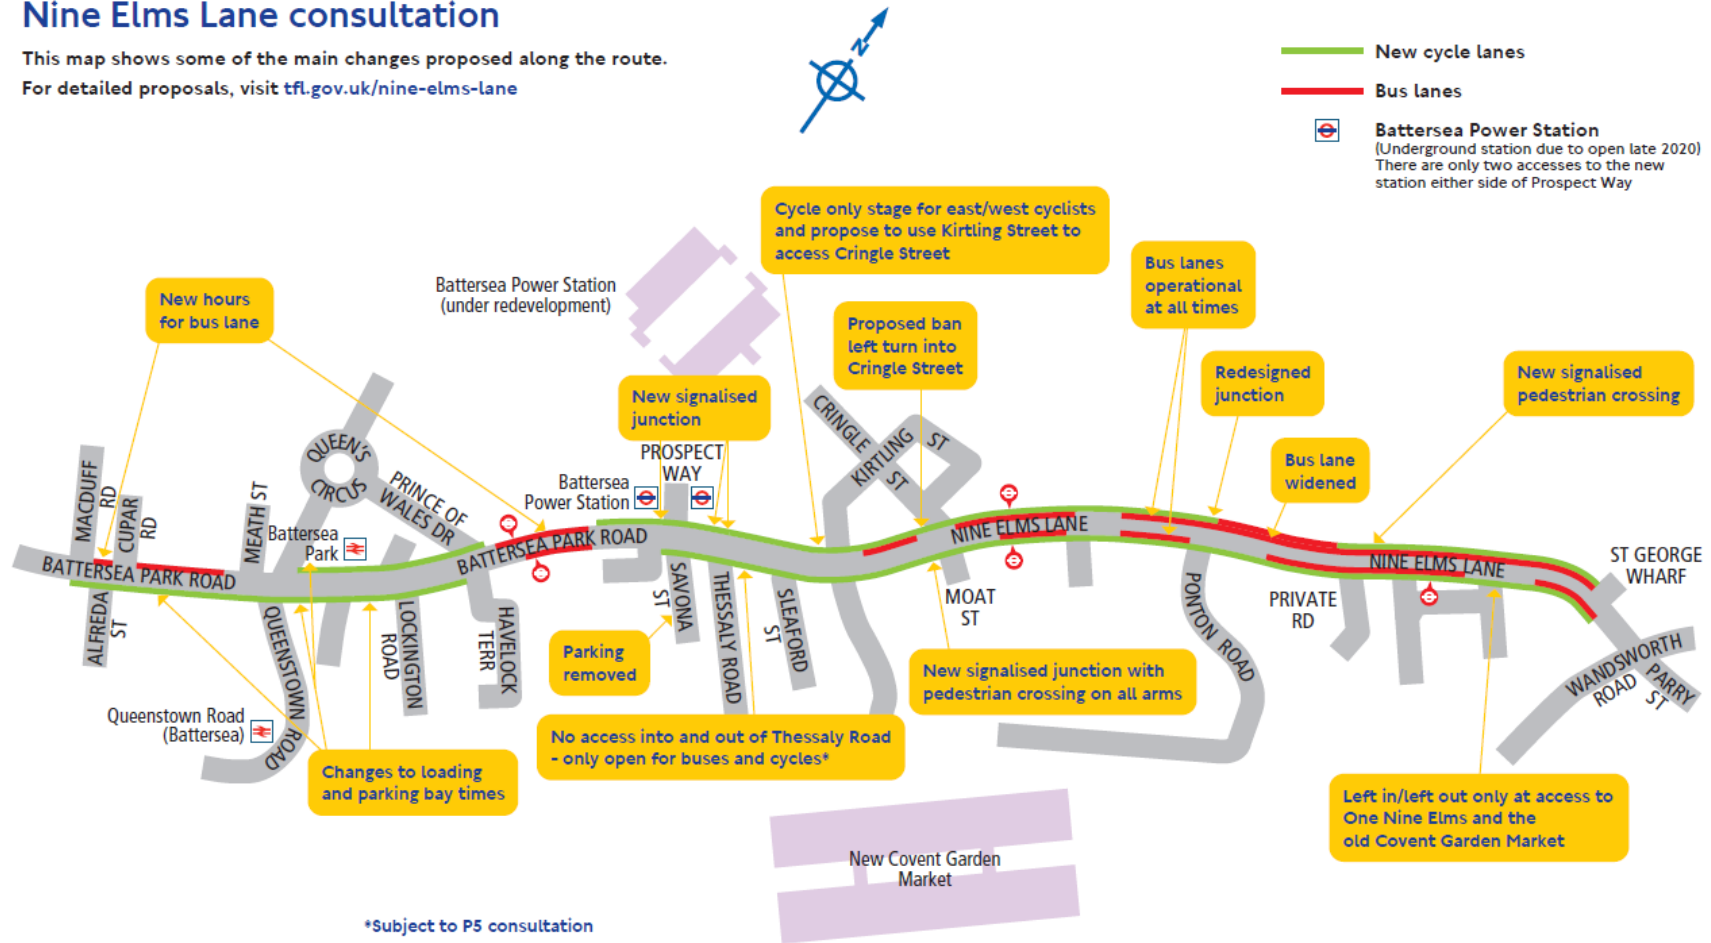 Nine Elms Lane consultation
This map shows some of the main changes proposed along the route.
For detailed proposals, visit tfl.gov.uk/nine-elms-lane
N
New cycle lanes
Bus lanes
Battersea Power Station
(Underground station due to open late 2020)
There are only two accesses to the new
station either side of Prospect Way
Cycle only stage for east/west cyclists
and propose to use Kirtling Street to
access Cringle Street
Bus lanes
operational
at all times
Battersea Power Station
(under redevelopment)
New hours
for bus lane
Proposed ban
left turn into
Cringle Street
Redesigned
junction
New signalised
pedestrian crossing
New signalised
junction
Bus lane
widened
PROSPECT
WAY
Battersea
Power Station
CRINGLE
ST
KIRTLING
ST
QUEEN'S
CIRCUS
PRINCE OF
WALES DR
MACDUFF
RD
CUPAR
RD
MEATH ST
Battersea
Park
BATTERSEA PARK ROAD
BATTERSEA PARK ROAD
NINE ELMS LANE
NINE ELMS LANE
ST GEORGE
WHARF
ALFREDA
ST
QUEENSTOWN
ROAD
LOCKINGTON
ROAD
HAVELOCK
TERR
SAVONA
ST
THESSALY ROAD
SLEAFORD
ST
MOAT
ST
PONTON ROAD
PRIVATE
RD
WANDSWORTH
ROAD
PARRY
ST
Parking
removed
New signalised junction with
pedestrian crossing on all arms
Queenstown Road
(Battersea)
No access into and out of Thessaly Road
- only open for buses and cycles*
Changes to loading
and parking bay times
Left in/left out only at access to
One Nine Elms and the
old Covent Garden Market
New Covent Garden
Market
*Subject to P5 consultation